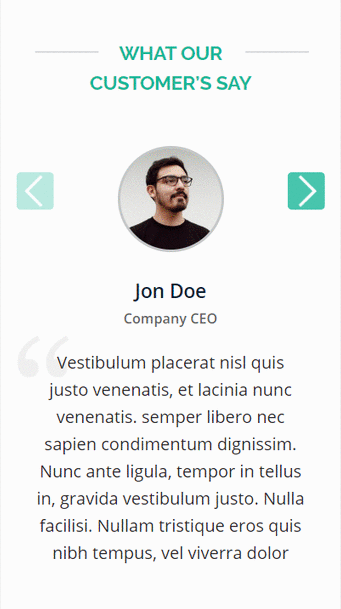 WHAT OUR
CUSTOMER’S SAY
Jon Doe
Company CEO
“
Vestibulum placerat nisl quis
justo venenatis, et lacinia nunc
venenatis. semper libero nec
sapien condimentum dignissim.
Nunc ante ligula, tempor in tellus
in, gravida vestibulum justo. Nulla
facilisi. Nullam tristique eros quis
nibh tempus, vel viverra dolor